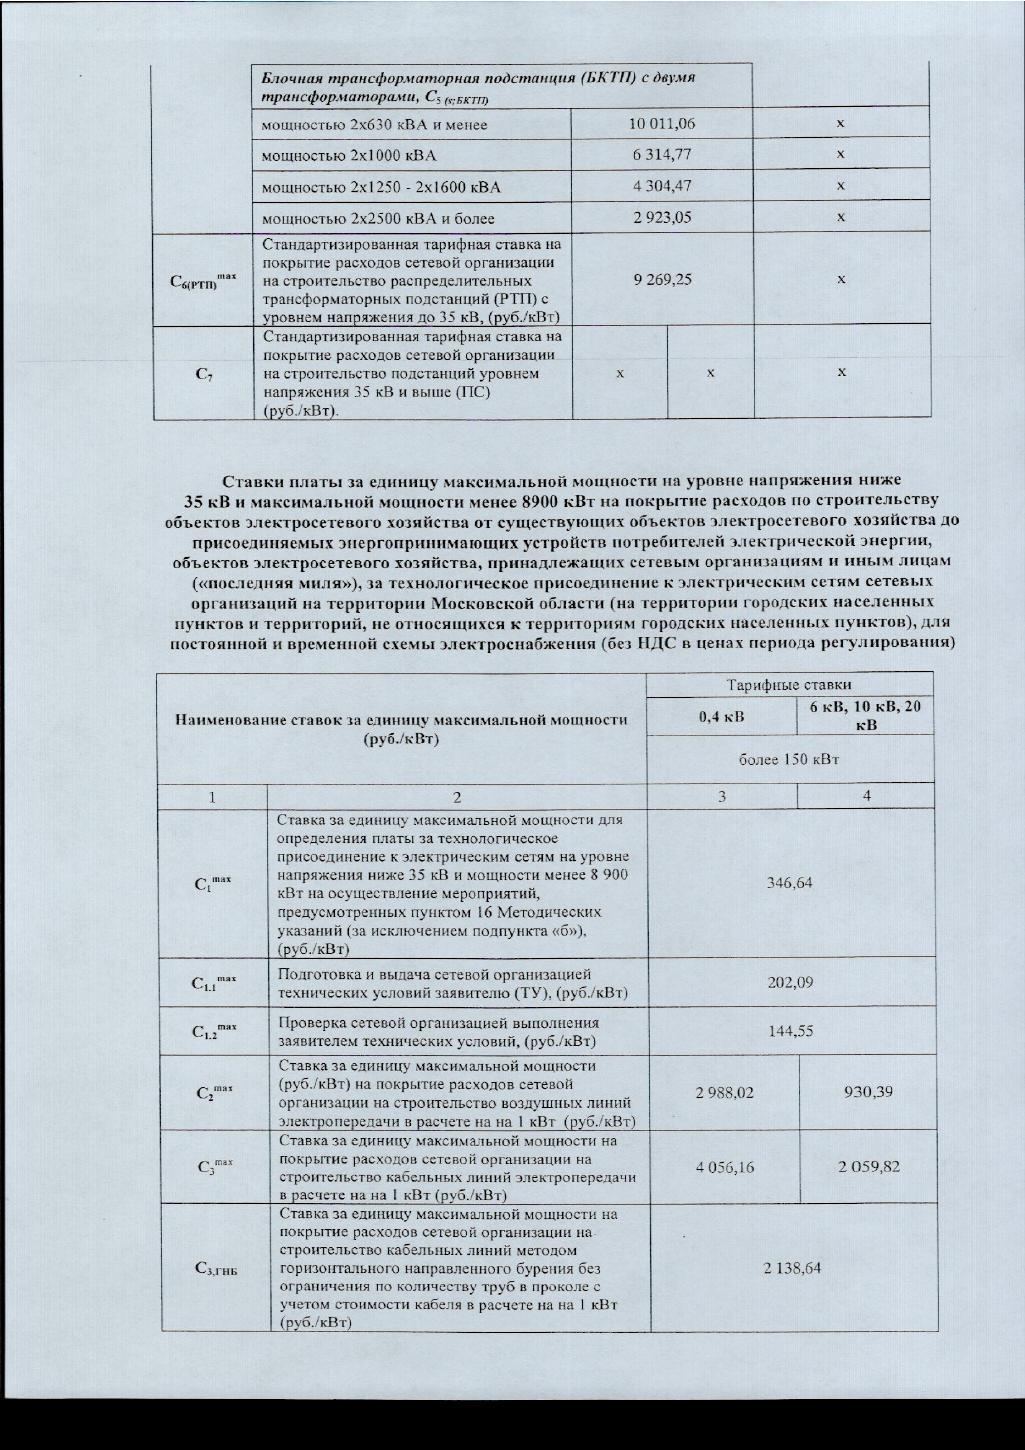 Блочная трансформаторная подстанция (БКТП) с двумя
трансформаторами, С5 (s;БКТП)
мощностью 2х630 кВА и менее 10 011,06 х
мощностью 2х1000 кВА 6 314,77 х
мощностью 2х1250 - 2х1600 кВА 4 304,47 х
мощностью 2х2500 кВА и более 2 923,05 х
С6(РТП)max
Стандартизированная тарифная ставка на
покрытие расходов сетевой организации
на строительство распределительных
трансформаторных подстанций (РТП) с
уровнем напряжения до 35 кВ, (руб./кВт)
9 269,25 х
С7
Стандартизированная тарифная ставка на
покрытие расходов сетевой организации
на строительство подстанций уровнем
напряжения 35 кВ и выше (ПС)
(руб./кВт).
х х х
Ставки платы за единицу максимальной мощности на уровне напряжения ниже
35 кВ и максимальной мощности менее 8900 кВт на покрытие расходов по строительству
объектов электросетевого хозяйства от существующих объектов электросетевого хозяйства до
присоединяемых энергопринимающих устройств потребителей электрической энергии,
объектов электросетевого хозяйства, принадлежащих сетевым организациям и иным лицам
(«последняя миля»), за технологическое присоединение к электрическим сетям сетевых
организаций на территории Московской области (на территории городских населенных
пунктов и территорий, не относящихся к территориям городских населенных пунктов), для
постоянной и временной схемы электроснабжения (без НДС в ценах периода регулирования)
Наименование ставок за единицу максимальной мощности
(руб./кВт)
Тарифные ставки
0,4 кВ
6 кВ, 10 кВ, 20
кВ
более 150 кВт
1 2 3 4
С1max
Ставка за единицу максимальной мощности для
определения платы за технологическое
присоединение к электрическим сетям на уровне
напряжения ниже 35 кВ и мощности менее 8 900
кВт на осуществление мероприятий,
предусмотренных пунктом 16 Методических
указаний (за исключением подпункта «б»),
(руб./кВт)
346,64
С1.1max
Подготовка и выдача сетевой организацией
технических условий заявителю (ТУ), (руб./кВт)
202,09
С1.2max
Проверка сетевой организацией выполнения
заявителем технических условий, (руб./кВт)
144,55
С2max
Ставка за единицу максимальной мощности
(руб./кВт) на покрытие расходов сетевой
организации на строительство воздушных линий
электропередачи в расчете на на 1 кВт (руб./кВт)
2 988,02 930,39
С3max
Ставка за единицу максимальной мощности на
покрытие расходов сетевой организации на
строительство кабельных линий электропередачи
в расчете на на 1 кВт (руб./кВт)
4 056,16 2 059,82
С3,ГНБ
Ставка за единицу максимальной мощности на
покрытие расходов сетевой организации на
строительство кабельных линий методом
горизонтального направленного бурения без
ограничения по количеству труб в проколе с
учетом стоимости кабеля в расчете на на 1 кВт
(руб./кВт)
2 138,64